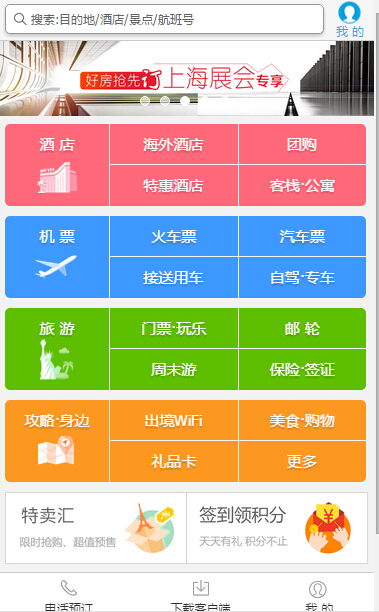 搜索:目的地/酒店/景点/航班号
我 的
好房抢先订 上海展会专享
酒 店
海外酒店
团购
特重酒店
客栈·公寓
机 票
火车票
汽车票
接送用车
自驾·专车
旅 游
门票·玩乐
邮 轮
周末游
保险·签证
攻略·身边
出境WiFi
美食·购物
礼品卡
更多
特卖汇
限时抢购、超值预售
签到领积分
天天有礼 积分不止
¥
电话预订
下载客户端
我 的